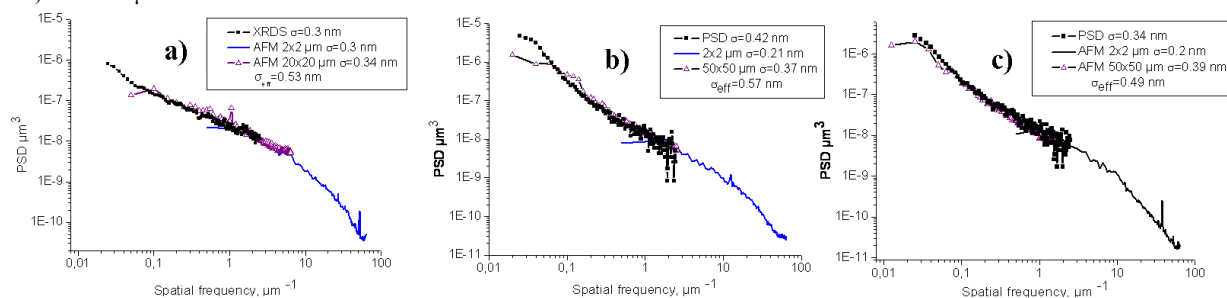 a)
XRDS σ=0.3 nm
AFM 2x2 µm σ=0.3 nm
AFM 20x20 µm σ=0.34 nm
σeff=0.53 nm
PSD µm³
1E-5
1E-6
1E-7
1E-8
1E-9
1E-10
0,01 0,1 1 10 100
Spatial frequency, µm⁻¹
b)
PSD σ=0.42 nm
2x2 µm σ=0.21 nm
50x50 µm σ=0.37 nm
σeff=0.57 nm
PSD µm³
1E-5
1E-6
1E-7
1E-8
1E-9
1E-10
1E-11
0,01 0,1 1 10 100
Spatial frequency, µm⁻¹
c)
PSD σ=0.34 nm
AFM 2x2 µm σ=0.2 nm
AFM 50x50 µm σ=0.39 nm
σeff=0.49 nm
PSD µm³
1E-5
1E-6
1E-7
1E-8
1E-9
1E-10
1E-11
0,01 0,1 1 10 100
Spatial frequency, µm⁻¹